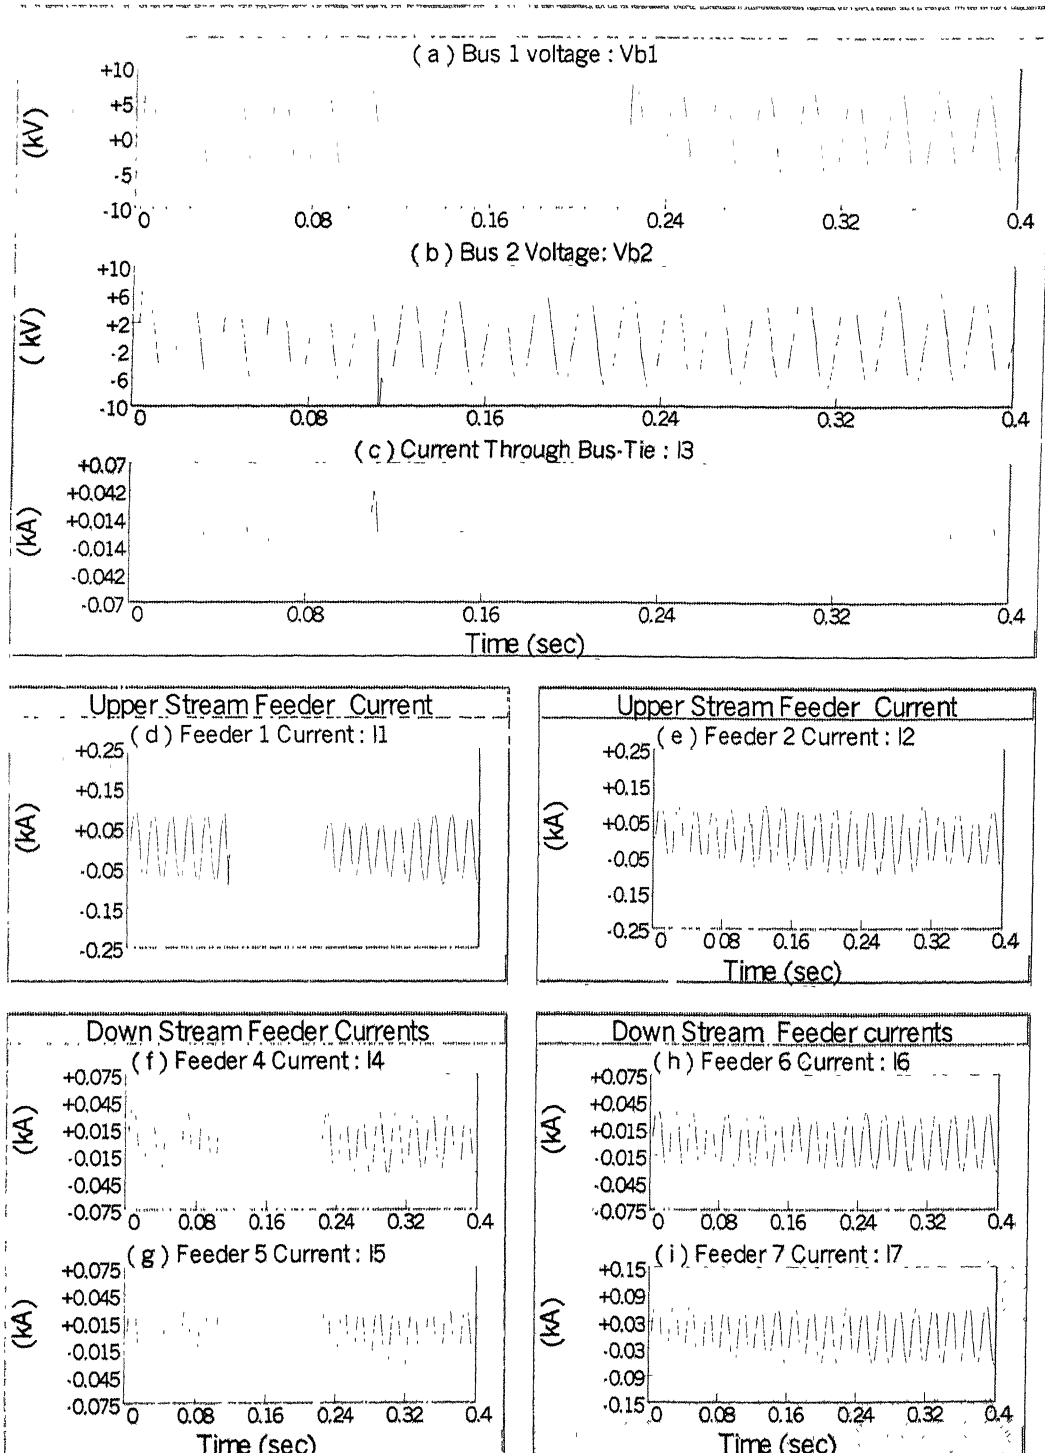 ( a ) Bus 1 voltage : Vb1
+10
+5
+0
-5
-10
(kV)
0 0.08 0.16 0.24 0.32 0.4
( b ) Bus 2 Voltage: Vb2
+10
+6
+2
-2
-6
-10
( kV)
0 0.08 0.16 0.24 0.32 0.4
( c ) Current Through Bus-Tie : I3
+0.07
+0.042
+0.014
-0.014
-0.042
-0.07
(kA)
0 0.08 0.16 0.24 0.32 0.4
Time (sec)
Upper Stream Feeder Current
( d ) Feeder 1 Current : I1
+0.25
+0.15
+0.05
-0.05
-0.15
-0.25
(kA)
Upper Stream Feeder Current
( e ) Feeder 2 Current : I2
+0.25
+0.15
+0.05
-0.05
-0.15
-0.25
(kA)
0 0.08 0.16 0.24 0.32 0.4
Time (sec)
Down Stream Feeder Currents
( f ) Feeder 4 Current : I4
+0.075
+0.045
+0.015
-0.015
-0.045
-0.075
(kA)
0 0.08 0.16 0.24 0.32 0.4
( g ) Feeder 5 Current : I5
+0.075
+0.045
+0.015
-0.015
-0.045
-0.075
(kA)
0 0.08 0.16 0.24 0.32 0.4
Time (sec)
Down Stream Feeder currents
( h ) Feeder 6 Current : I6
+0.075
+0.045
+0.015
-0.015
-0.045
-0.075
(kA)
0 0.08 0.16 0.24 0.32 0.4
( i ) Feeder 7 Current : I7
+0.15
+0.09
+0.03
-0.03
-0.09
-0.15
(kA)
0 0.08 0.16 0.24 0.32 0.4
Time (sec)